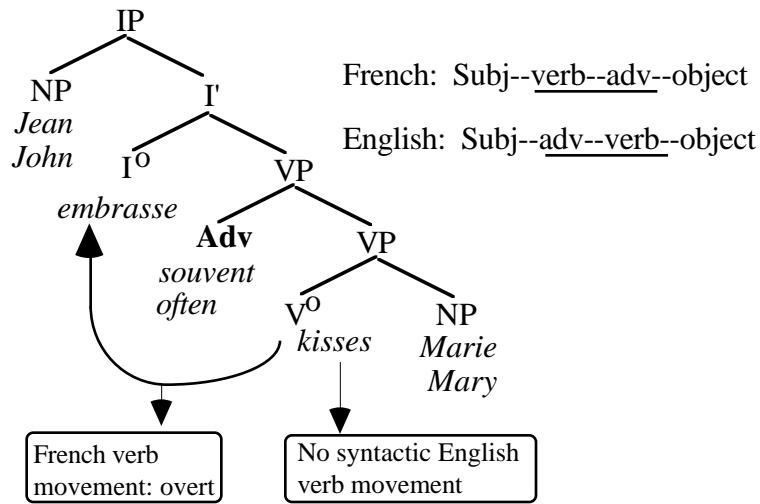 IP
French: Subj--verb--adv--object
NP
I'
Jean
English: Subj--adv--verb--object
John
Iᴼ
VP
embrasse
Adv
VP
souvent
often
Vᴼ
NP
kisses
Marie
Mary
French verb
movement: overt
No syntactic English
verb movement